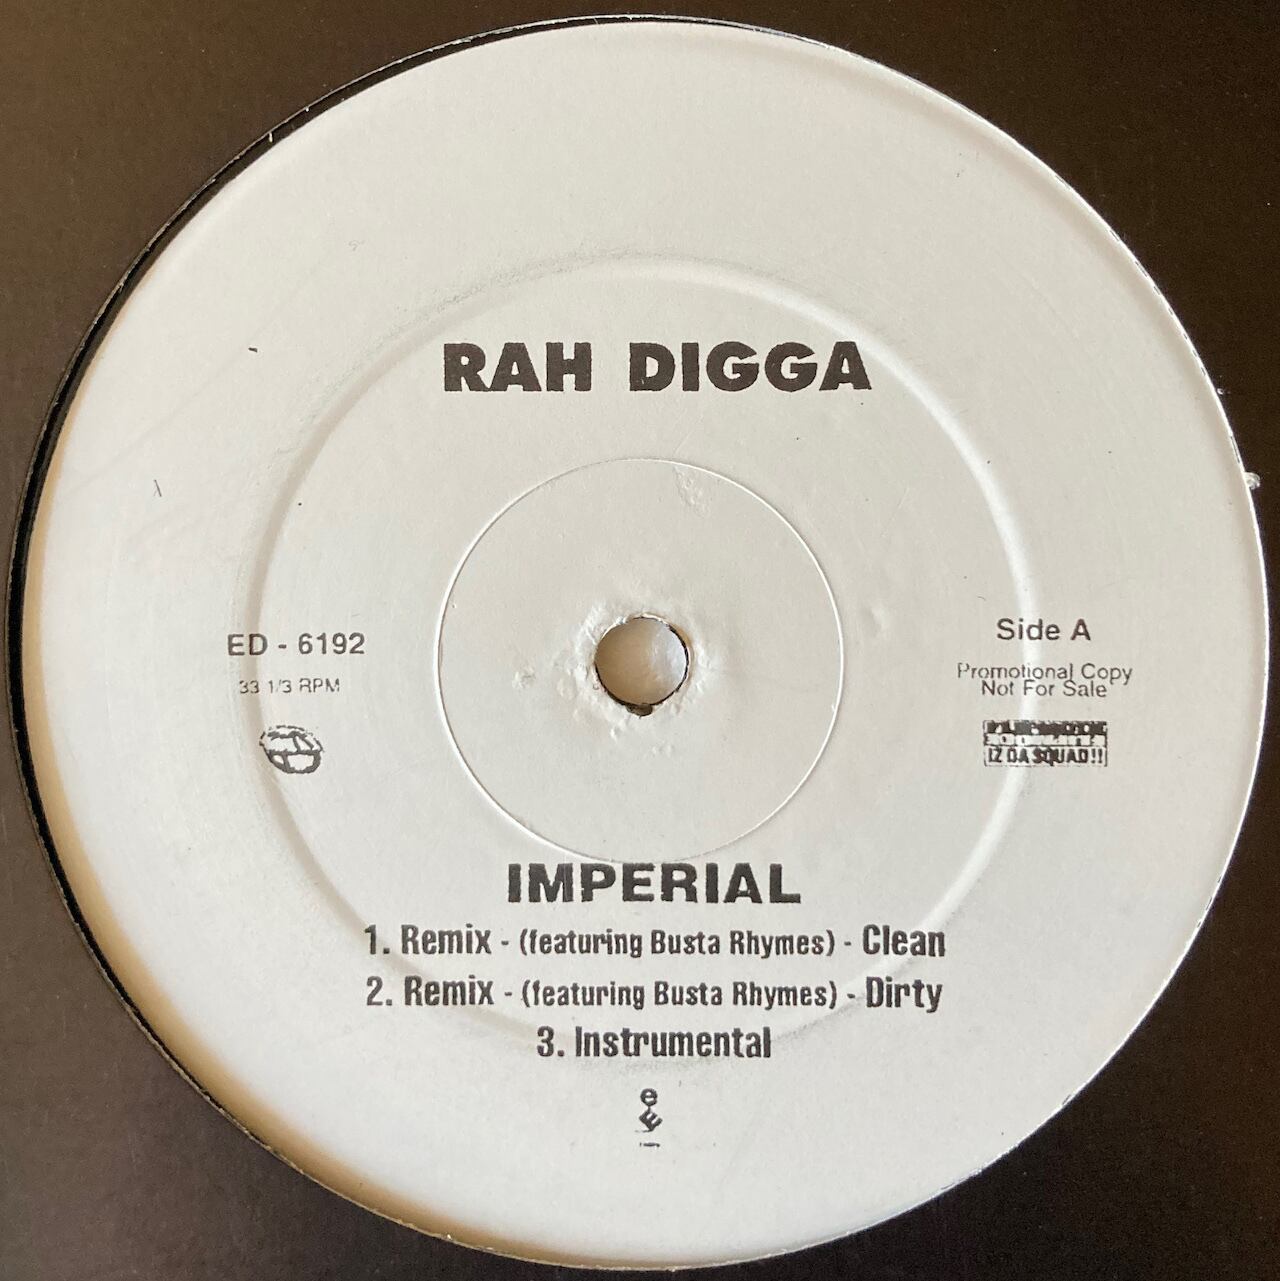 RAH DIGGA
ED - 6192
33 1/3 RPM
Side A
Promotional Copy
Not For Sale
IZ DA SQUAD!!
IMPERIAL
1. Remix - (featuring Busta Rhymes) - Clean
2. Remix - (featuring Busta Rhymes) - Dirty
3. Instrumental